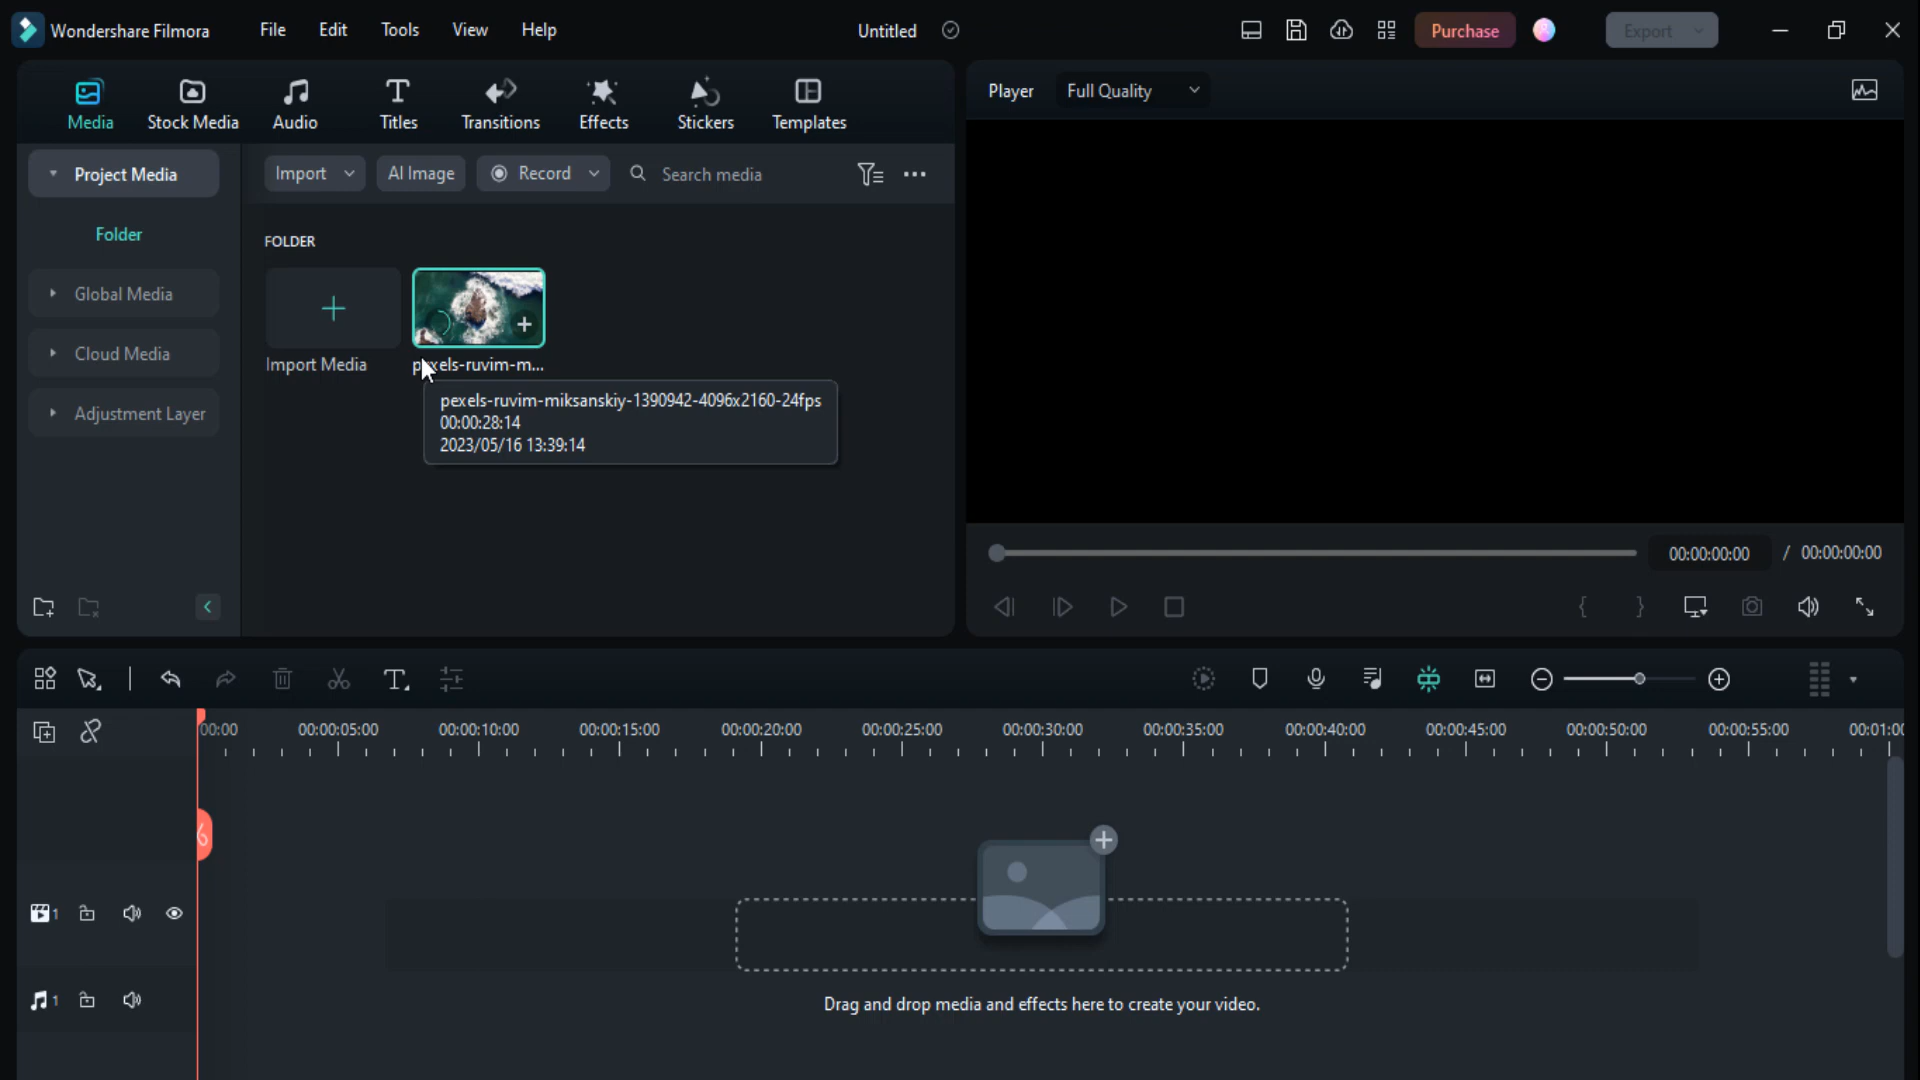 Wondershare Filmora
File
Edit
Tools
View
Help
Untitled
Purchase
Export
Media
Stock Media
Audio
Titles
Transitions
Effects
Stickers
Templates
Player
Full Quality
Project Media
Import
AI Image
Record
Search media
Folder
FOLDER
Global Media
Cloud Media
Adjustment Layer
Import Media
pexels-ruvim-m...
pexels-ruvim-miksanskiy-1390942-4096x2160-24fps
00:00:28:14
2023/05/16 13:39:14
00:00:00:00 / 00:00:00:00
00:00
00:00:05:00
00:00:10:00
00:00:15:00
00:00:20:00
00:00:25:00
00:00:30:00
00:00:35:00
00:00:40:00
00:00:45:00
00:00:50:00
00:00:55:00
00:01:0
1
1
Drag and drop media and effects here to create your video.